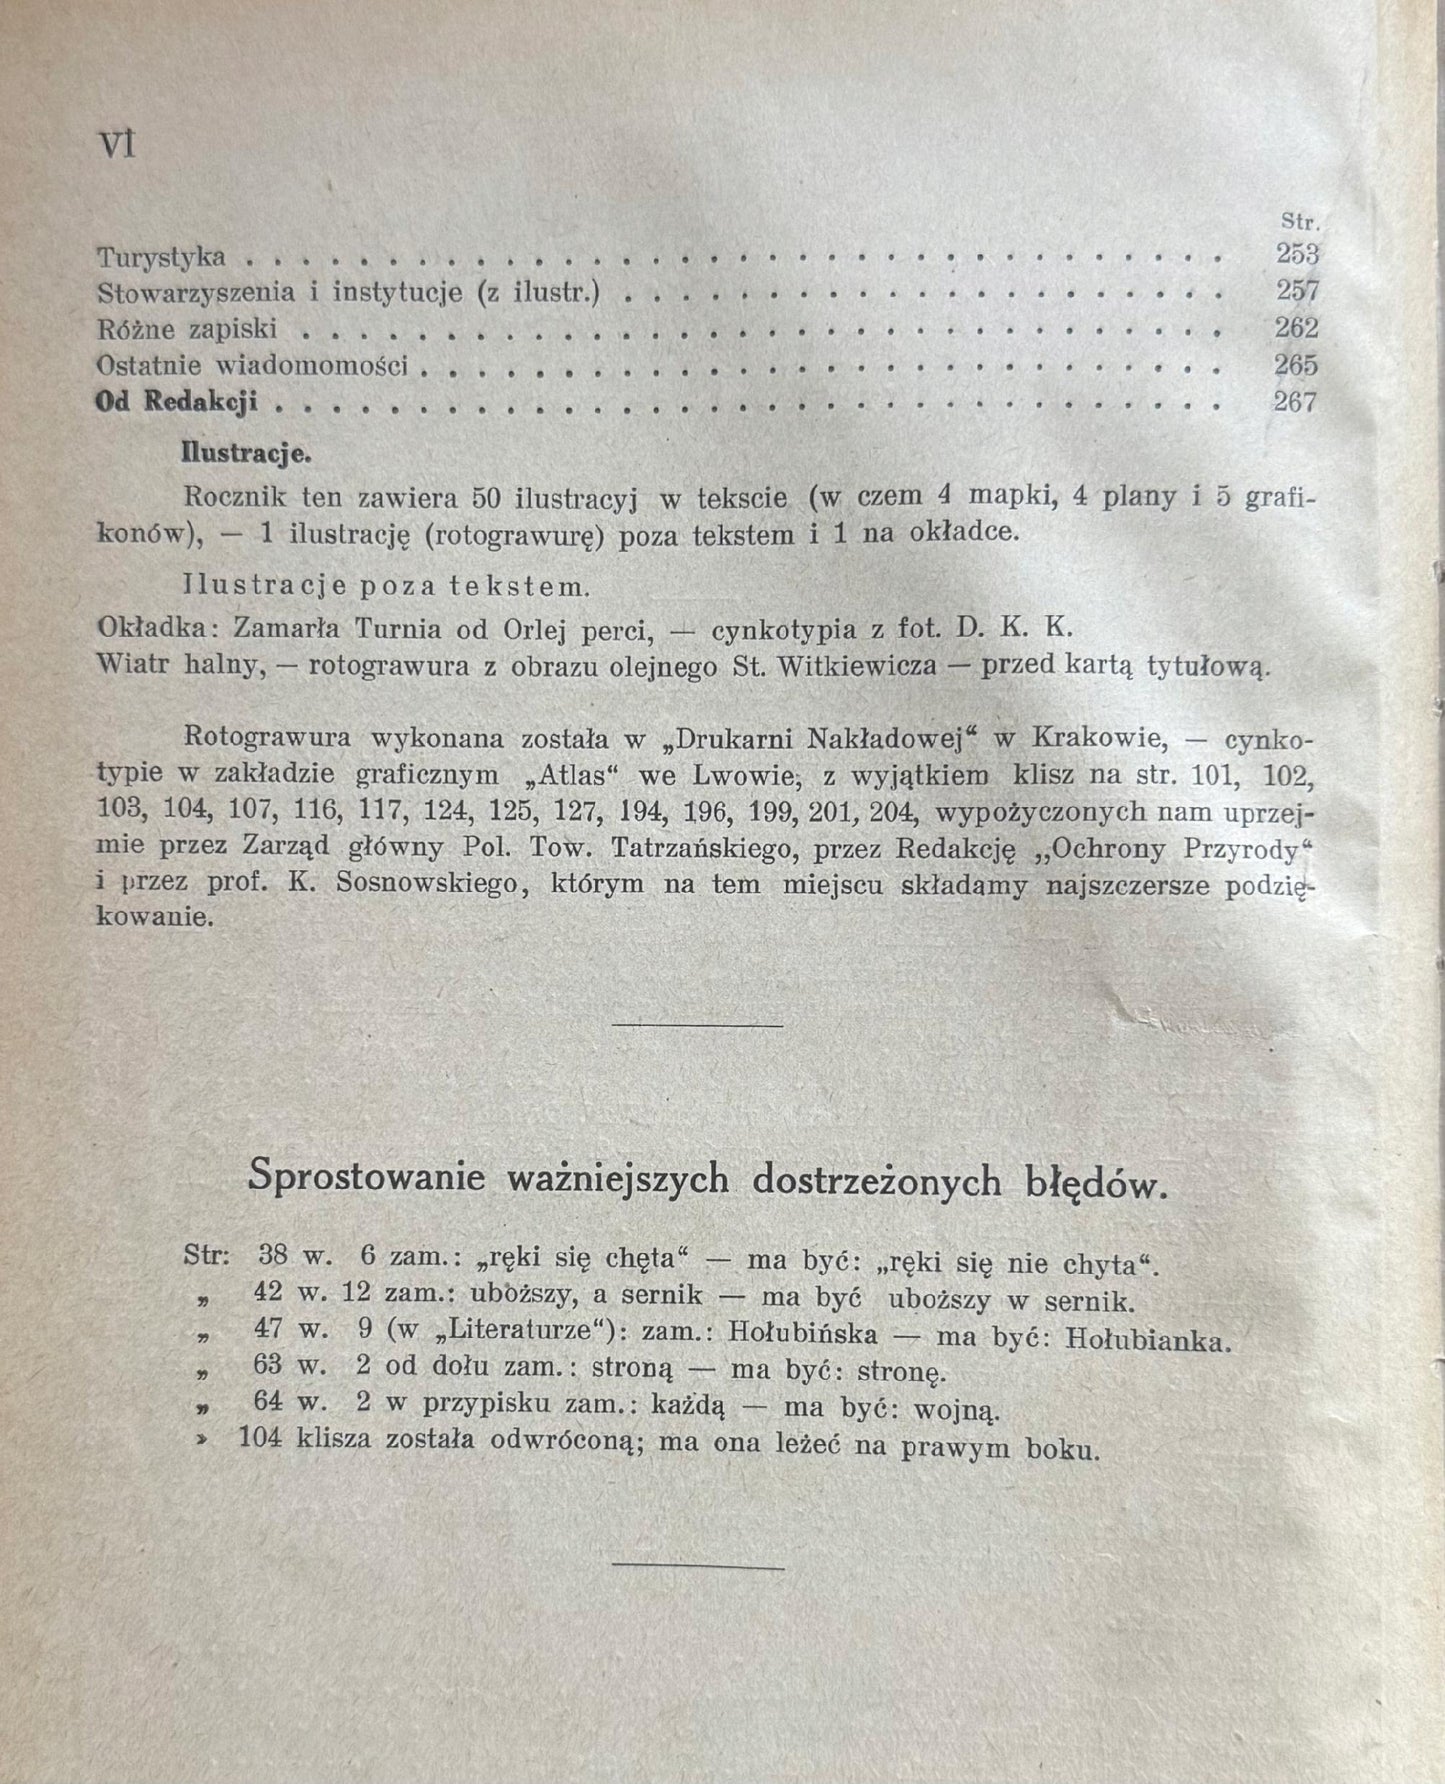 VI
Str.
Turystyka . . . . . . . . . . . . . . . . . . . . . . . . . . . . . . . . . . 253
Stowarzyszenia i instytucje (z ilustr.) . . . . . . . . . . . . . . . . . . . . . 257
Różne zapiski . . . . . . . . . . . . . . . . . . . . . . . . . . . . . . . . 262
Ostatnie wiadomomości . . . . . . . . . . . . . . . . . . . . . . . . . . . . 265
Od Redakcji . . . . . . . . . . . . . . . . . . . . . . . . . . . . . . . . . 267
Ilustracje.
Rocznik ten zawiera 50 ilustracyj w tekscie (w czem 4 mapki, 4 plany i 5 grafi-
konów), — 1 ilustrację (rotograwurę) poza tekstem i 1 na okładce.
Ilustracje poza tekstem.
Okładka: Zamarła Turnia od Orlej perci, — cynkotypia z fot. D. K. K.
Wiatr halny, — rotograwura z obrazu olejnego St. Witkiewicza — przed kartą tytułową.
Rotograwura wykonana została w „Drukarni Nakładowej“ w Krakowie, — cynko-
typie w zakładzie graficznym „Atlas“ we Lwowie, z wyjątkiem klisz na str. 101, 102,
103, 104, 107, 116, 117, 124, 125, 127, 194, 196, 199, 201, 204, wypożyczonych nam uprzej-
mie przez Zarząd główny Pol. Tow. Tatrzańskiego, przez Redakcję ,,Ochrony Przyrody“
i przez prof. K. Sosnowskiego, którym na tem miejscu składamy najszczersze podzię-
kowanie.
Sprostowanie ważniejszych dostrzeżonych błędów.
Str: 38 w. 6 zam.: „ręki się chęta“ — ma być: „ręki się nie chyta“.
„ 42 w. 12 zam.: uboższy, a sernik — ma być uboższy w sernik.
„ 47 w. 9 (w „Literaturze“): zam.: Hołubińska — ma być: Hołubianka.
„ 63 w. 2 od dołu zam.: stroną — ma być: stronę.
„ 64 w. 2 w przypisku zam.: każdą — ma być: wojną.
„ 104 klisza została odwróconą; ma ona leżeć na prawym boku.